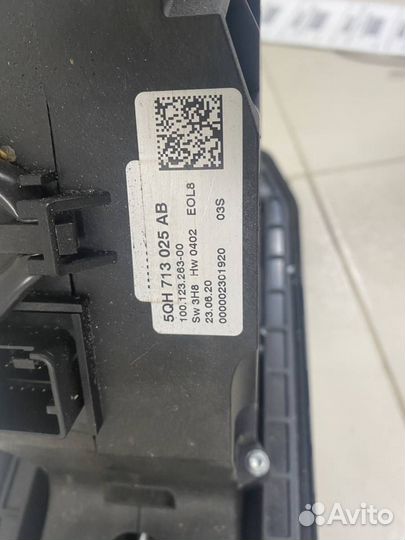 EOL8
03S
5QH 713 025 AB
100.123.263-00
Sw 3H8 Hw 0402
23.06.20
000002301920
Avito